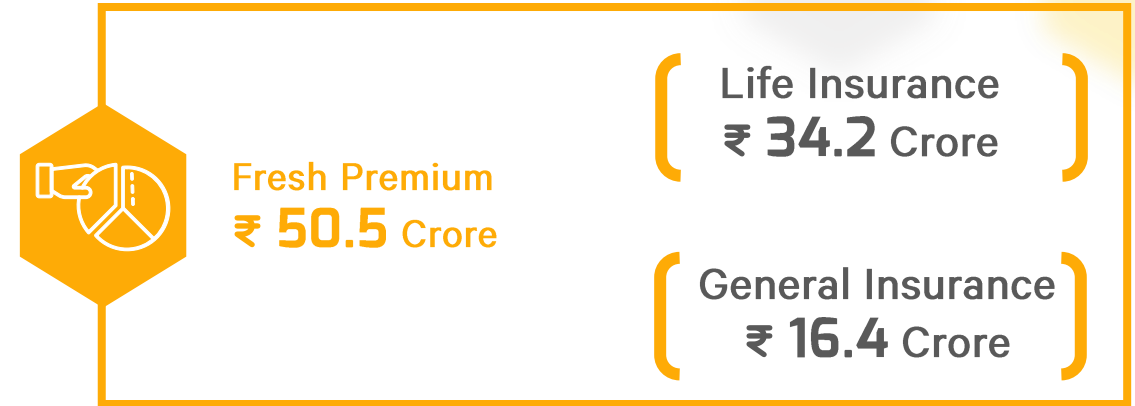 Fresh Premium
₹ 50.5 Crore
Life Insurance
₹ 34.2 Crore
General Insurance
₹ 16.4 Crore